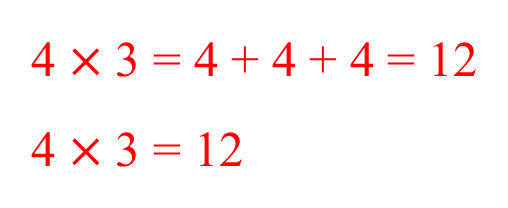 4 × 3 = 4 + 4 + 4 = 12
4 × 3 = 12